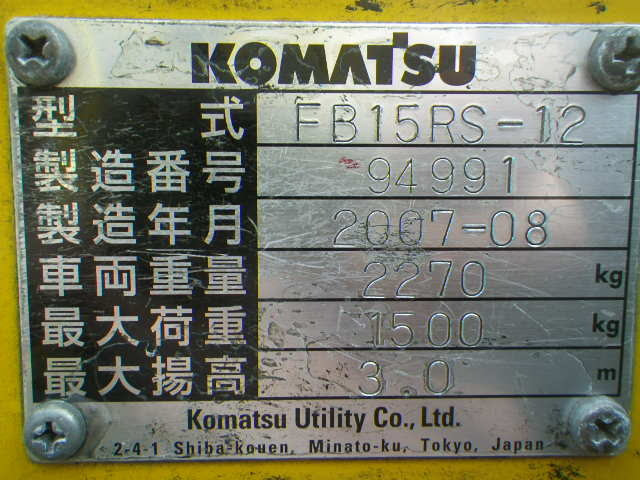 KOMATSU
型式 FB15RS-12
製造番号 94991
製造年月 2007-08
車両重量 2270 kg
最大荷重 1500 kg
最大揚高 3.0 m
Komatsu Utility Co., Ltd.
2-4-1 Shiba-kouen, Minato-ku, Tokyo, Japan